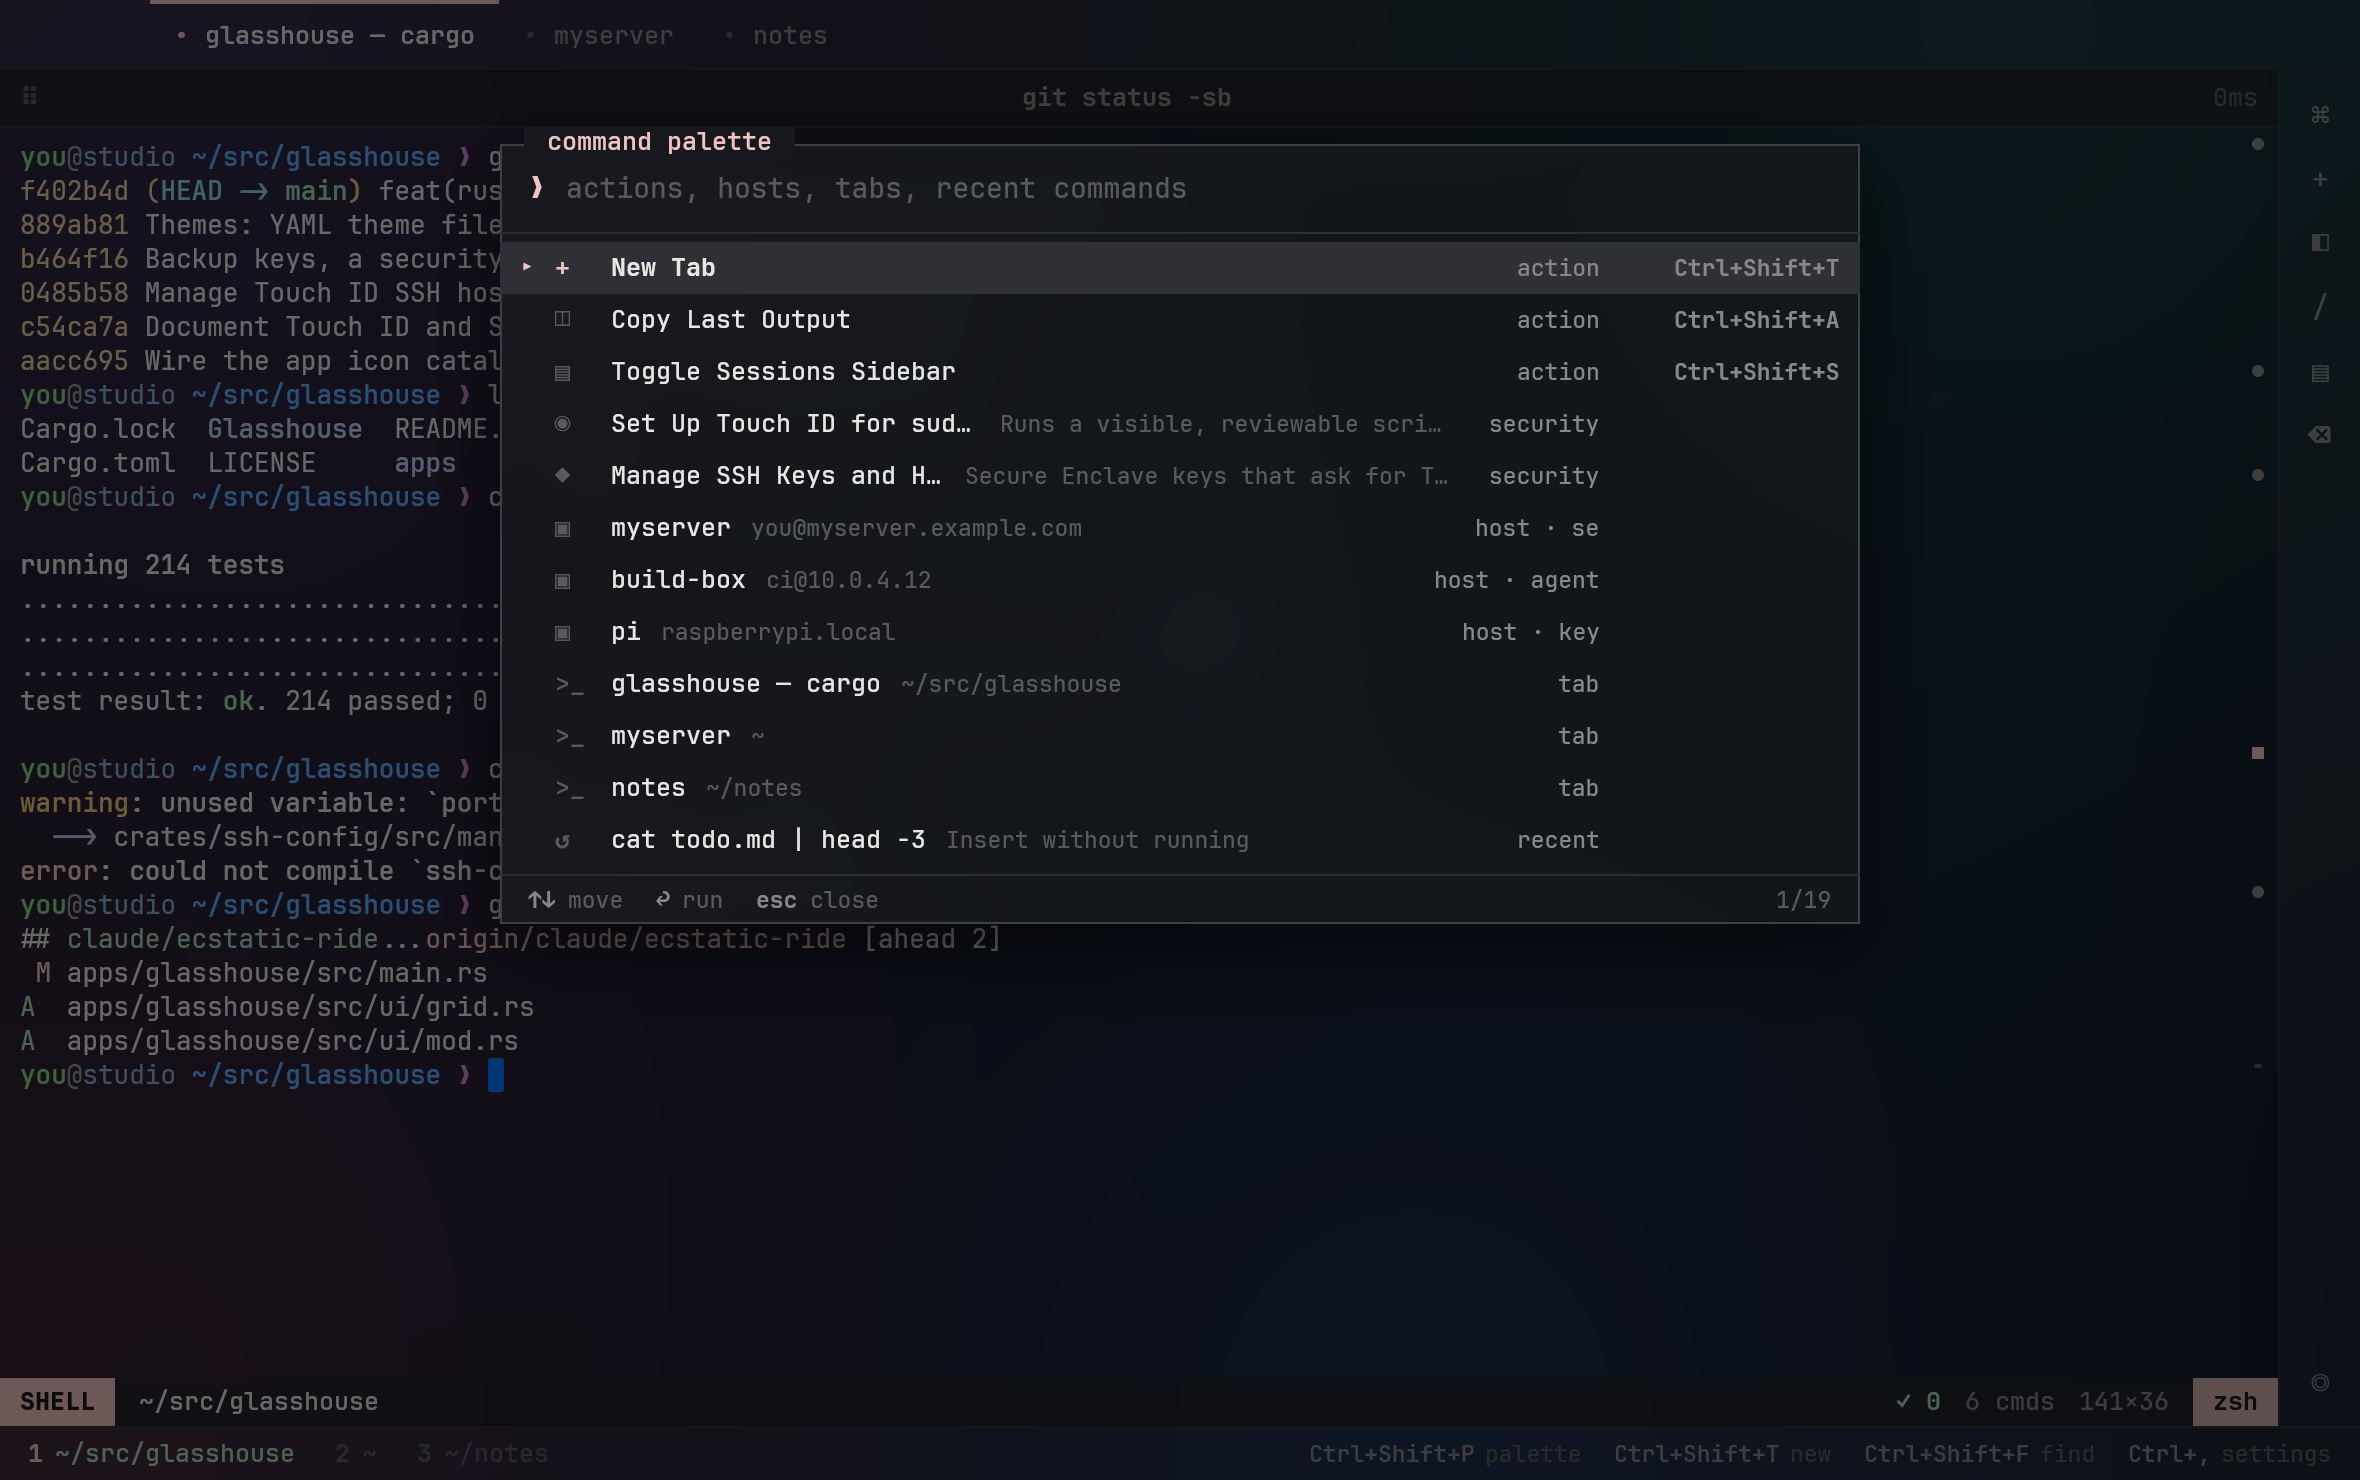 • glasshouse — cargo • myserver • notes
git status -sb 0ms
command palette
you@studio ~/src/glasshouse ❱ g
❱ actions, hosts, tabs, recent commands
f402b4d (HEAD -> main) feat(rus
889ab81 Themes: YAML theme file
b464f16 Backup keys, a security
0485b58 Manage Touch ID SSH hos
c54ca7a Document Touch ID and S
aacc695 Wire the app icon catal
you@studio ~/src/glasshouse ❱ l
Cargo.lock Glasshouse README.
Cargo.toml LICENSE apps
you@studio ~/src/glasshouse ❱ c
running 214 tests
................................
................................
................................
test result: ok. 214 passed; 0
you@studio ~/src/glasshouse ❱ c
warning: unused variable: `port
--> crates/ssh-config/src/man
error: could not compile `ssh-c
you@studio ~/src/glasshouse ❱ g
▸ + New Tab action Ctrl+Shift+T
Copy Last Output action Ctrl+Shift+A
Toggle Sessions Sidebar action Ctrl+Shift+S
Set Up Touch ID for sud… Runs a visible, reviewable scri… security
Manage SSH Keys and H… Secure Enclave keys that ask for T… security
myserver you@myserver.example.com host · se
build-box ci@10.0.4.12 host · agent
pi raspberrypi.local host · key
>_ glasshouse — cargo ~/src/glasshouse tab
>_ myserver ~ tab
>_ notes ~/notes tab
↺ cat todo.md | head -3 Insert without running recent
↑↓ move ↩ run esc close 1/19
## claude/ecstatic-ride...origin/claude/ecstatic-ride [ahead 2]
M apps/glasshouse/src/main.rs
A apps/glasshouse/src/ui/grid.rs
A apps/glasshouse/src/ui/mod.rs
you@studio ~/src/glasshouse ❱
SHELL ~/src/glasshouse ✓ 0 6 cmds 141×36 zsh
1 ~/src/glasshouse 2 ~ 3 ~/notes Ctrl+Shift+P palette Ctrl+Shift+T new Ctrl+Shift+F find Ctrl+, settings